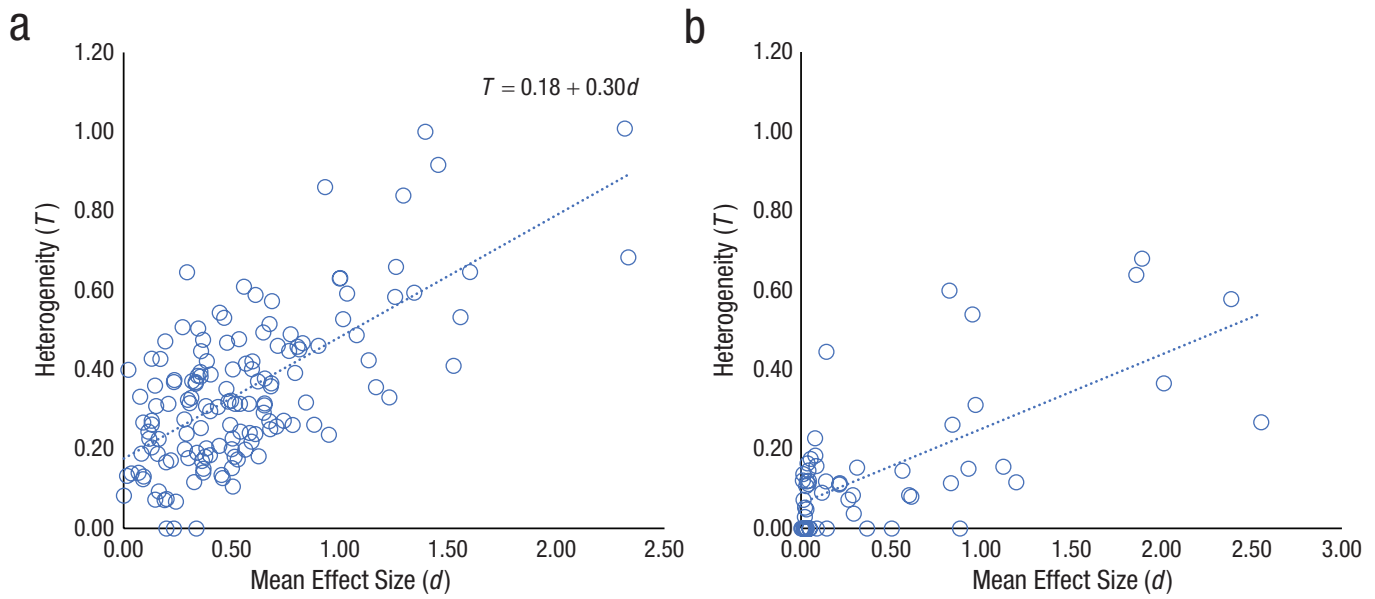 a
1.20
1.00
0.80
0.60
0.40
0.20
0.00
Heterogeneity (T)
T = 0.18 + 0.30d
0.00 0.50 1.00 1.50 2.00 2.50
Mean Effect Size (d)
b
1.20
1.00
0.80
0.60
0.40
0.20
0.00
Heterogeneity (T)
0.00 0.50 1.00 1.50 2.00 2.50 3.00
Mean Effect Size (d)